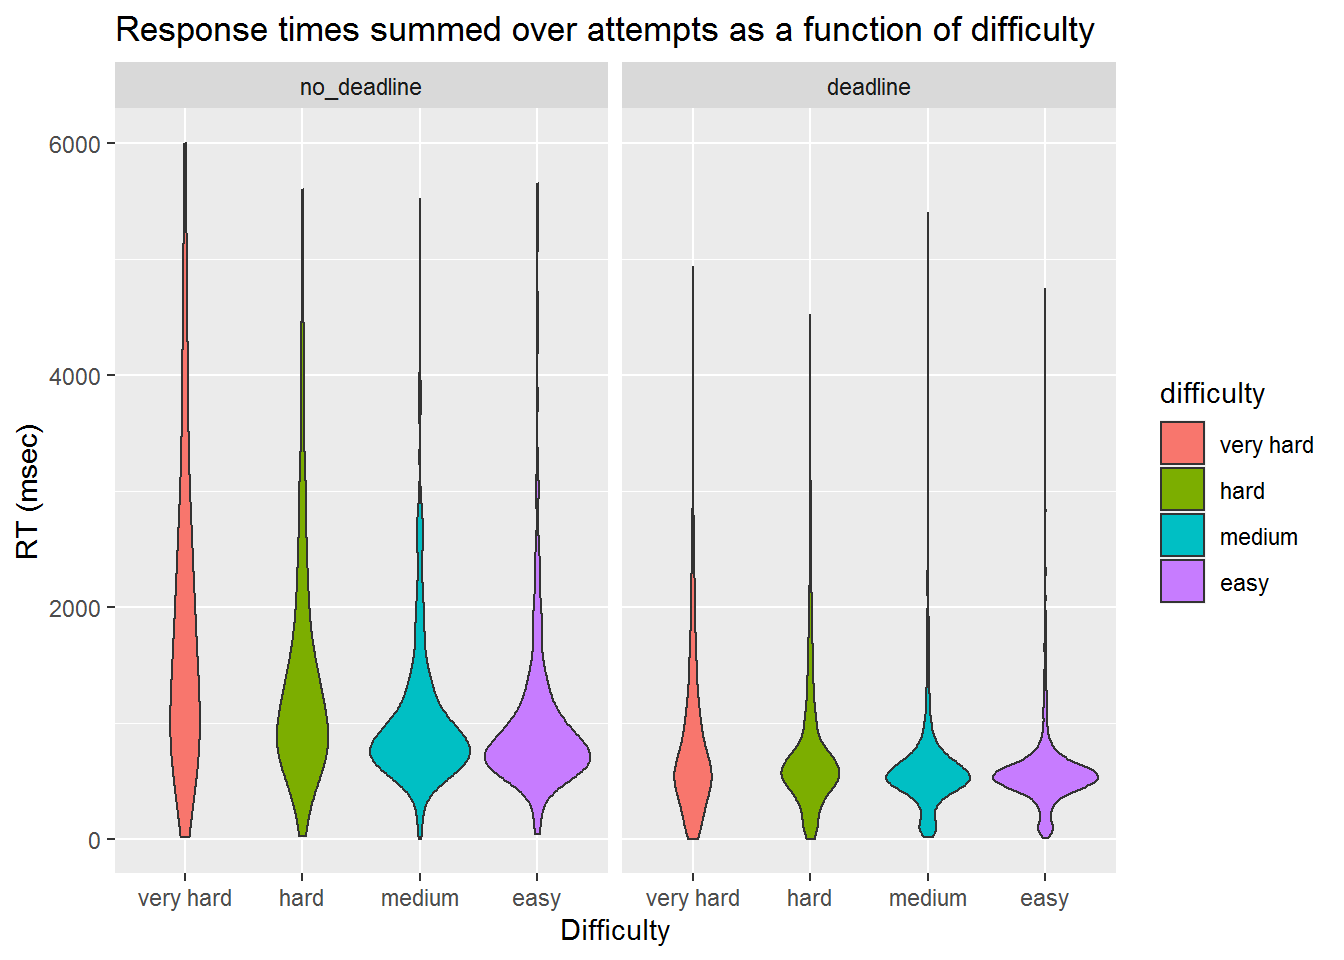 Response times summed over attempts as a function of difficulty
no_deadline
deadline
RT (msec)
6000
4000
2000
0
very hard
hard
medium
easy
very hard
hard
medium
easy
Difficulty
difficulty
very hard
hard
medium
easy